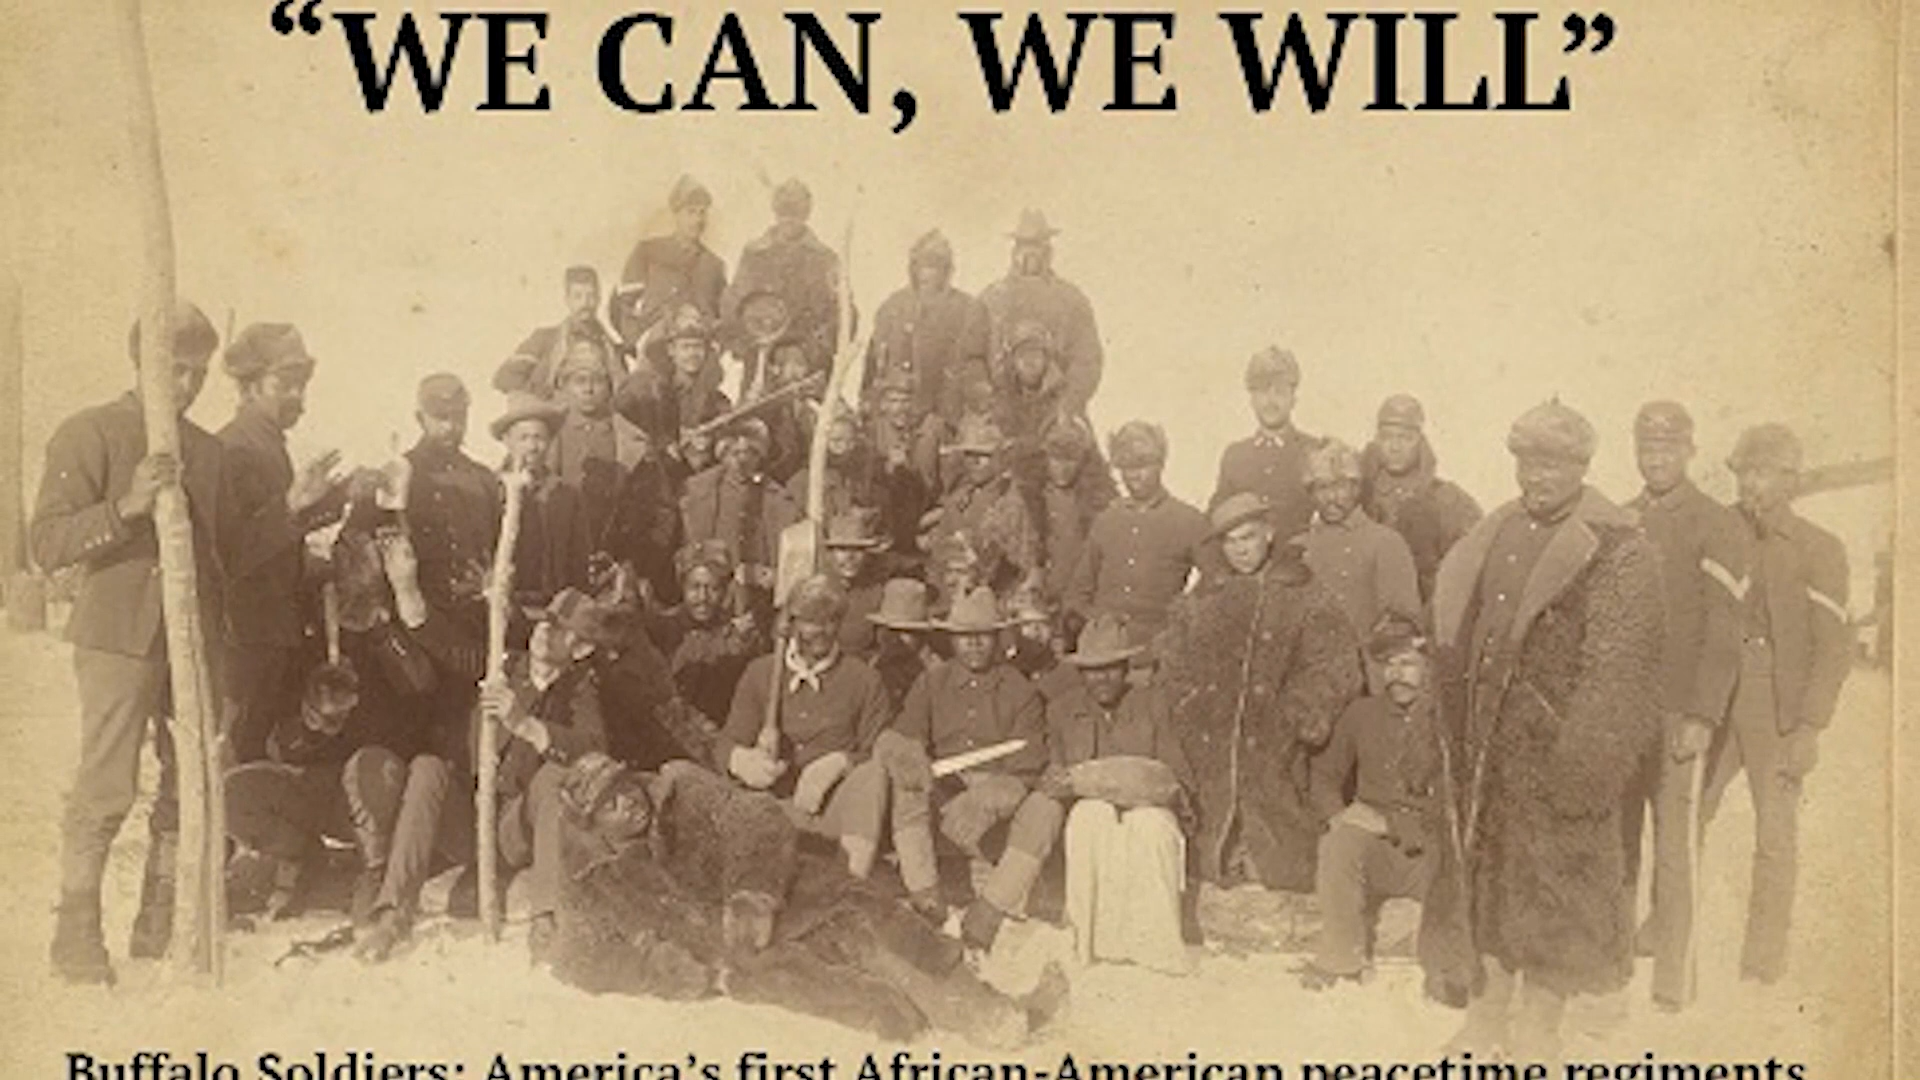 “WE CAN, WE WILL”
Buffalo Soldiers: America’s first African-American peacetime regiments